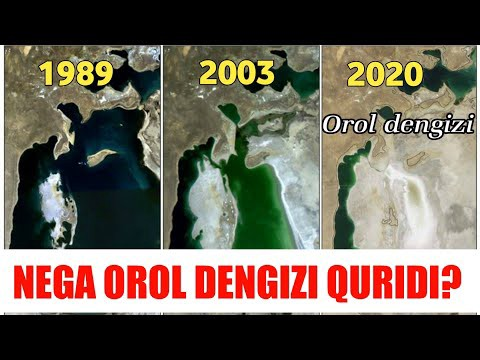 1989 2003 2020
Orol dengizi
NEGA OROL DENGIZI QURIDI?